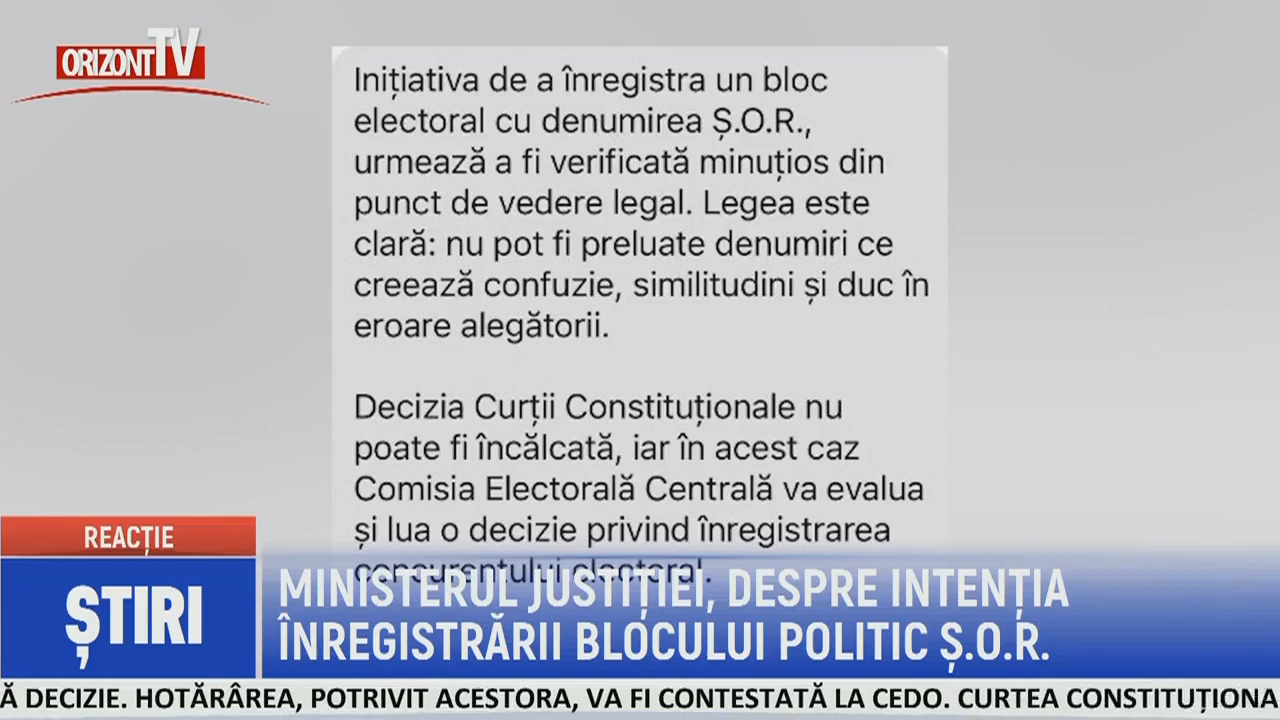 ORIZONT TV
Inițiativa de a înregistra un bloc
electoral cu denumirea Ș.O.R.,
urmează a fi verificată minuțios din
punct de vedere legal. Legea este
clară: nu pot fi preluate denumiri ce
creează confuzie, similitudini și duc în
eroare alegătorii.
Decizia Curții Constituționale nu
poate fi încălcată, iar în acest caz
Comisia Electorală Centrală va evalua
și lua o decizie privind înregistrarea
concurentului electoral.
REACȚIE
ȘTIRI
MINISTERUL JUSTIȚIEI, DESPRE INTENȚIA
ÎNREGISTRĂRII BLOCULUI POLITIC Ș.O.R.
Ă DECIZIE. HOTĂRÂREA, POTRIVIT ACESTORA, VA FI CONTESTATĂ LA CEDO. CURTEA CONSTITUȚIONA